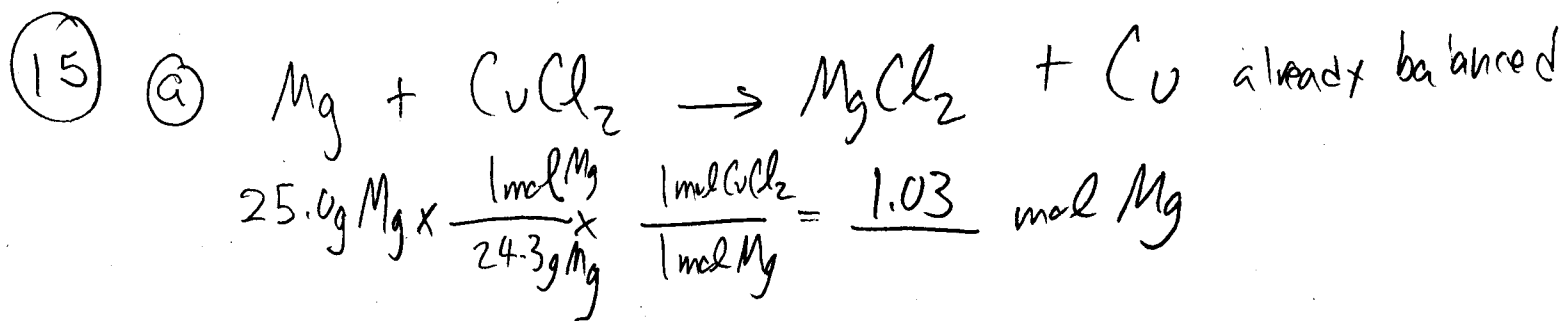 15 a Mg + CuCl₂ → MgCl₂ + Cu already balanced
25.0g Mg x 1mol Mg / 24.3g Mg x 1mol CuCl₂ / 1mol Mg = 1.03 mol Mg